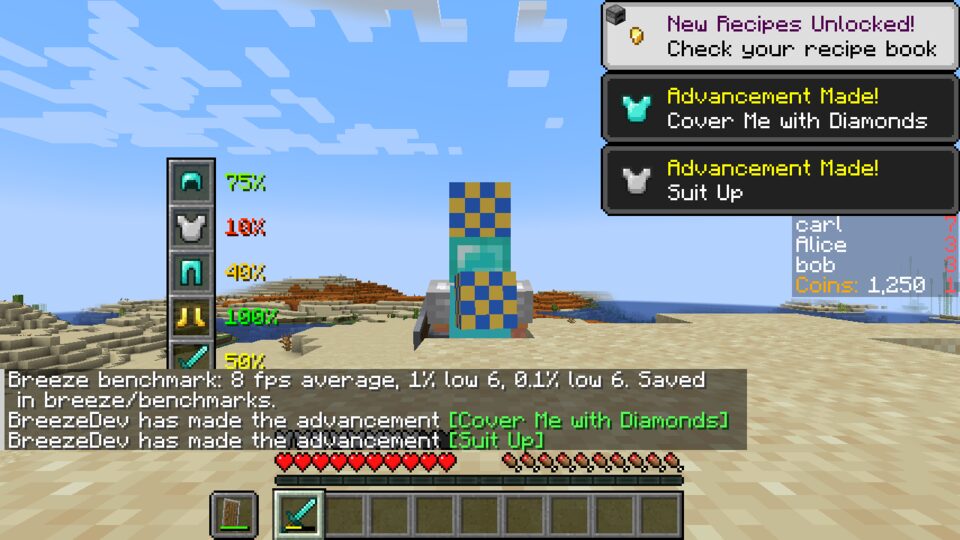 New Recipes Unlocked!
Check your recipe book
Advancement Made!
Cover Me with Diamonds
Advancement Made!
Suit Up
75%
10%
40%
100%
50%
carl 7
Alice 3
bob
Coins: 1,250 1
Breeze benchmark: 8 fps average, 1% low 6, 0.1% low 6. Saved
in breeze/benchmarks.
BreezeDev has made the advancement [Cover Me with Diamonds]
BreezeDev has made the advancement [Suit Up]